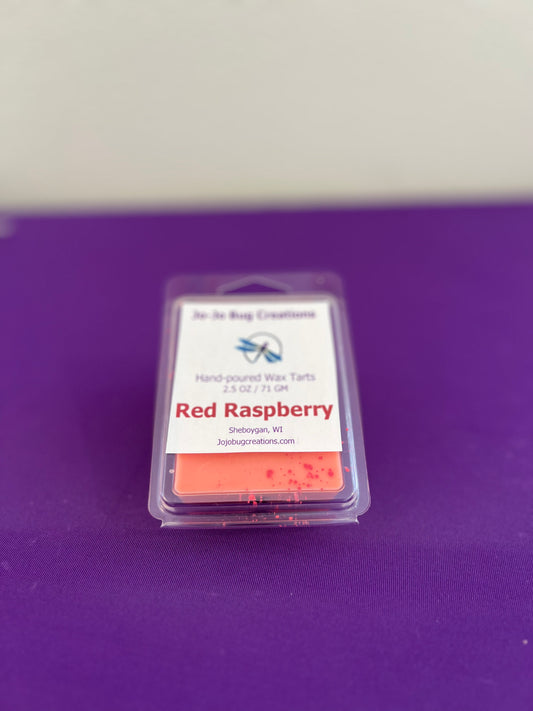 Jo-Jo Bug Creations
Hand-poured Wax Tarts
2.5 OZ / 71 GM
Red Raspberry
Sheboygan, WI
Jojobugcreations.com